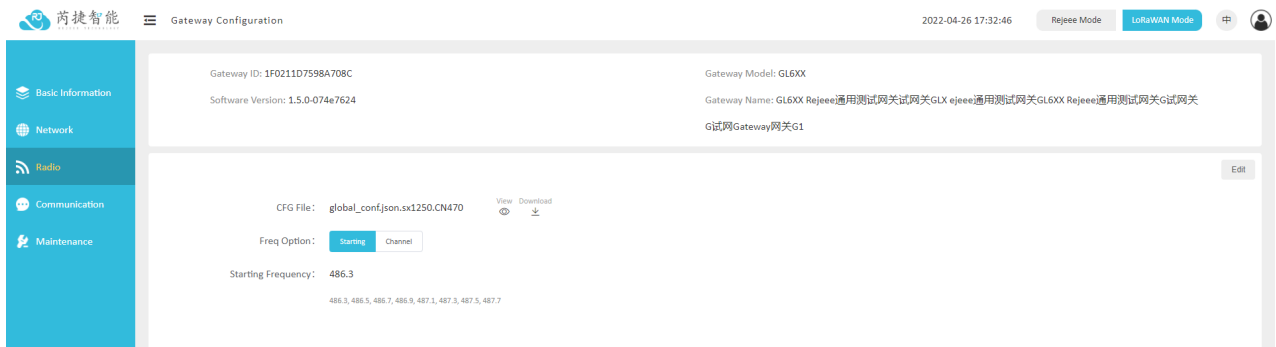 芮捷智能
Gateway Configuration
2022-04-26 17:32:46
Rejeee Mode
LoRaWAN Mode
中
Basic Information
Network
Radio
Communication
Maintenance
Gateway ID: 1F0211D7598A708C
Gateway Model: GL6XX
Software Version: 1.5.0-074e7624
Gateway Name: GL6XX Rejeee通用测试网关试网关GLX ejeee通用测试网关GL6XX Rejeee通用测试网关G试网关
G试网Gateway网关G1
Edit
CFG File: global_conf.json.sx1250.CN470
View
Download
Freq Option:
Starting
Channel
Starting Frequency: 486.3
486.3, 486.5, 486.7, 486.9, 487.1, 487.3, 487.5, 487.7